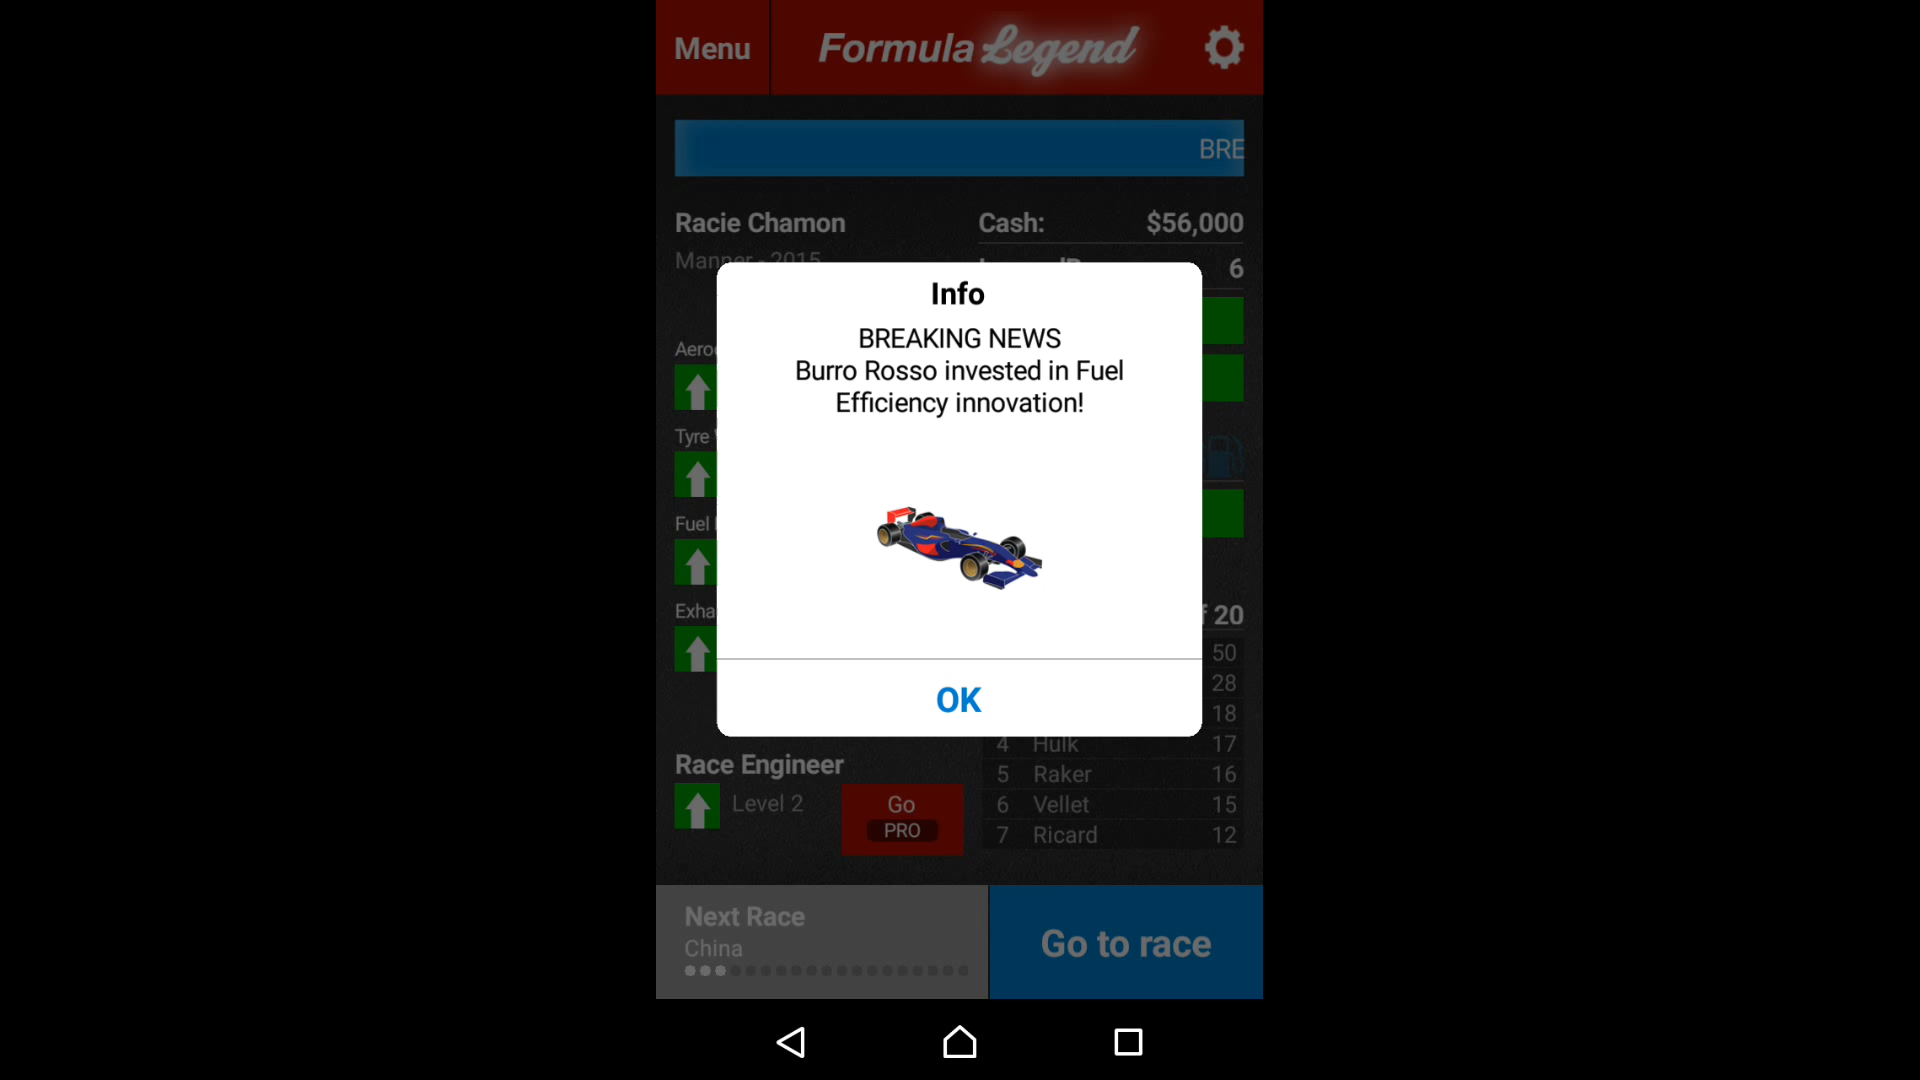 Menu
Formula Legend
BRE
Racie Chamon
Cash: $56,000
Manner - 2015
6
Info
BREAKING NEWS
Burro Rosso invested in Fuel
Efficiency innovation!
OK
Aero
Tyre
Fuel
Exha
f 20
50
28
18
4 Hulk 17
5 Raker 16
6 Vellet 15
7 Ricard 12
Race Engineer
Level 2
Go
PRO
Next Race
China
Go to race